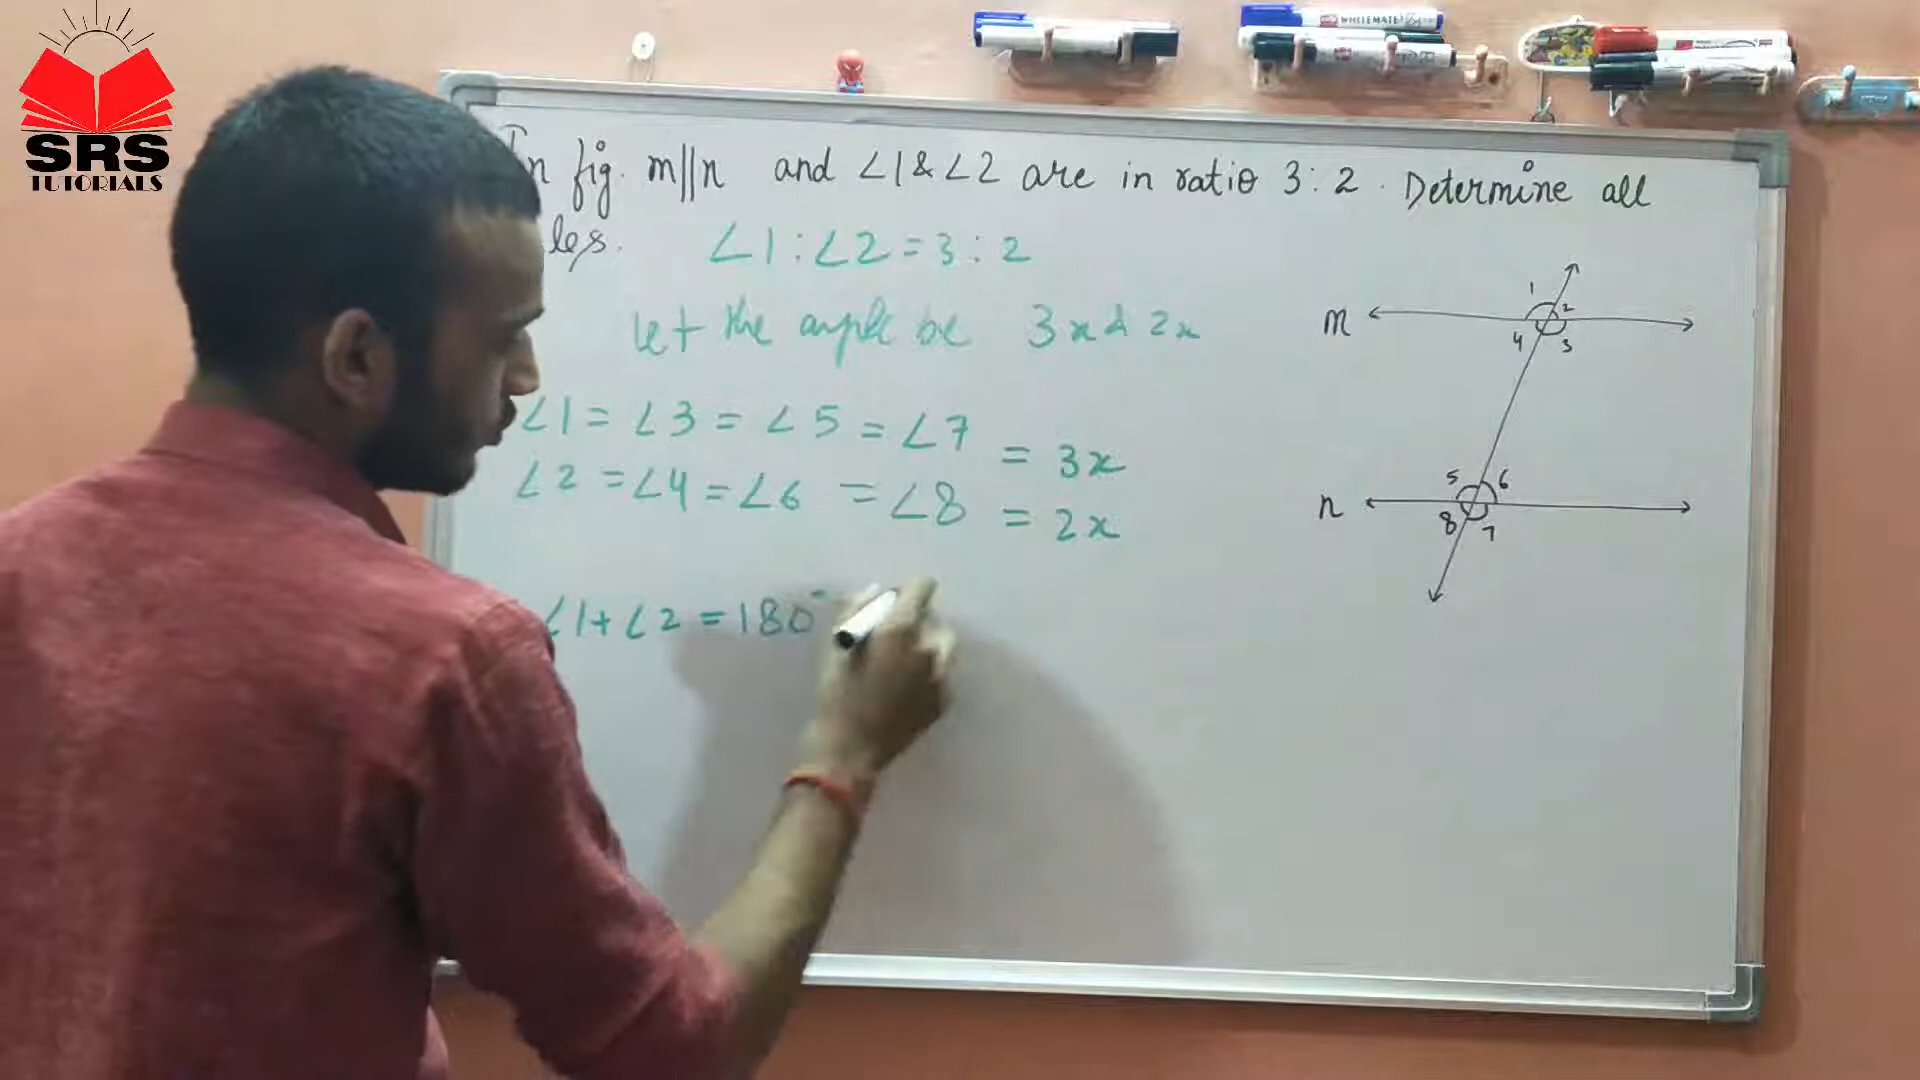 SRS
TUTORIALS
WHITEMATE
In fig. m||n and ∠1&∠2 are in ratio 3:2. Determine all
les.
∠1:∠2=3:2
let the angle be 3x & 2x
∠1=∠3=∠5=∠7 =3x
∠2=∠4=∠6=∠8 =2x
∠1+∠2=180°
1 2
m
4 3
5 6
n
8 7